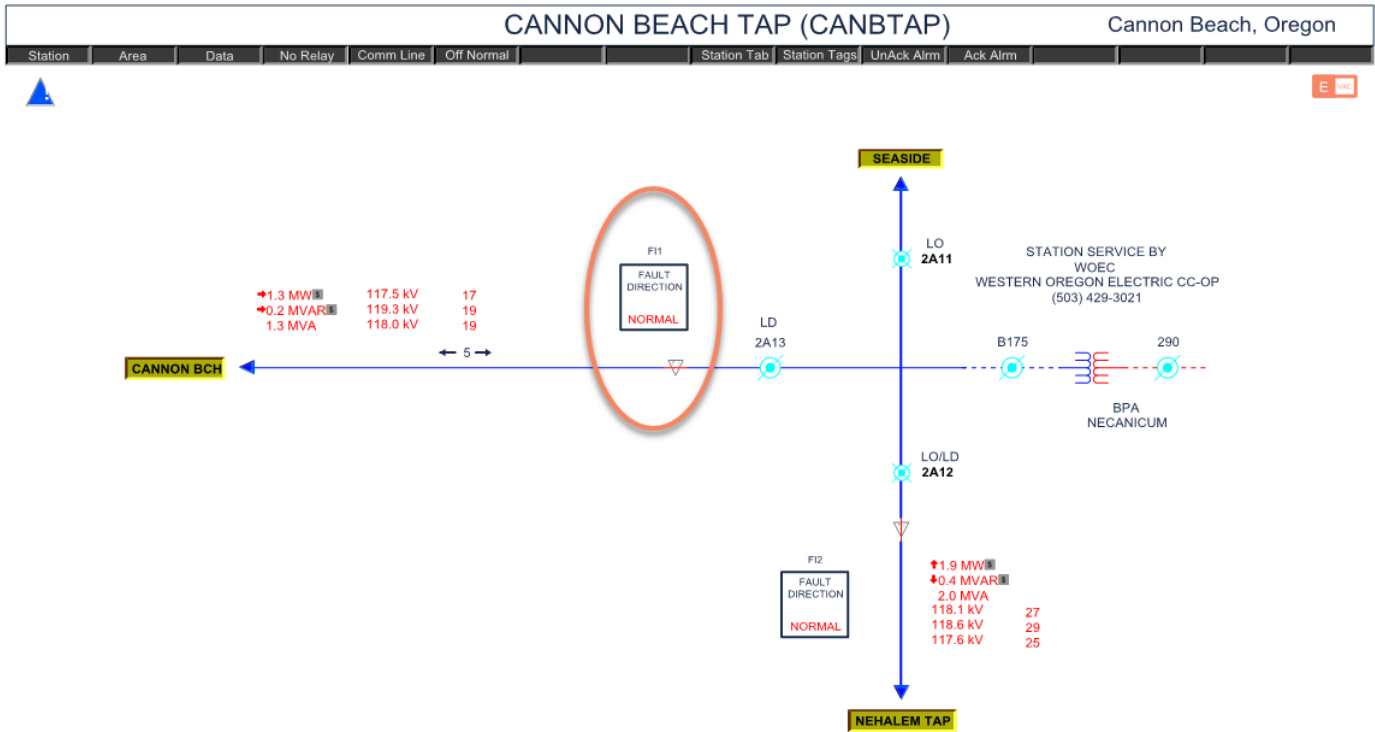 CANNON BEACH TAP (CANBTAP)
Cannon Beach, Oregon
Station Area Data No Relay Comm Line Off Normal Station Tab Station Tags UnAck Alrm Ack Alrm
E VAC
SEASIDE
LO
2A11
STATION SERVICE BY
WOEC
WESTERN OREGON ELECTRIC CC-OP
(503) 429-3021
FI1
FAULT
DIRECTION
NORMAL
1.3 MW $ 117.5 kV 17
0.2 MVAR $ 119.3 kV 19
1.3 MVA 118.0 kV 19
5
LD
2A13
B175
290
CANNON BCH
BPA
NECANICUM
LO/LD
2A12
FI2
FAULT
DIRECTION
NORMAL
1.9 MW $
0.4 MVAR $
2.0 MVA
118.1 kV 27
118.6 kV 29
117.6 kV 25
NEHALEM TAP